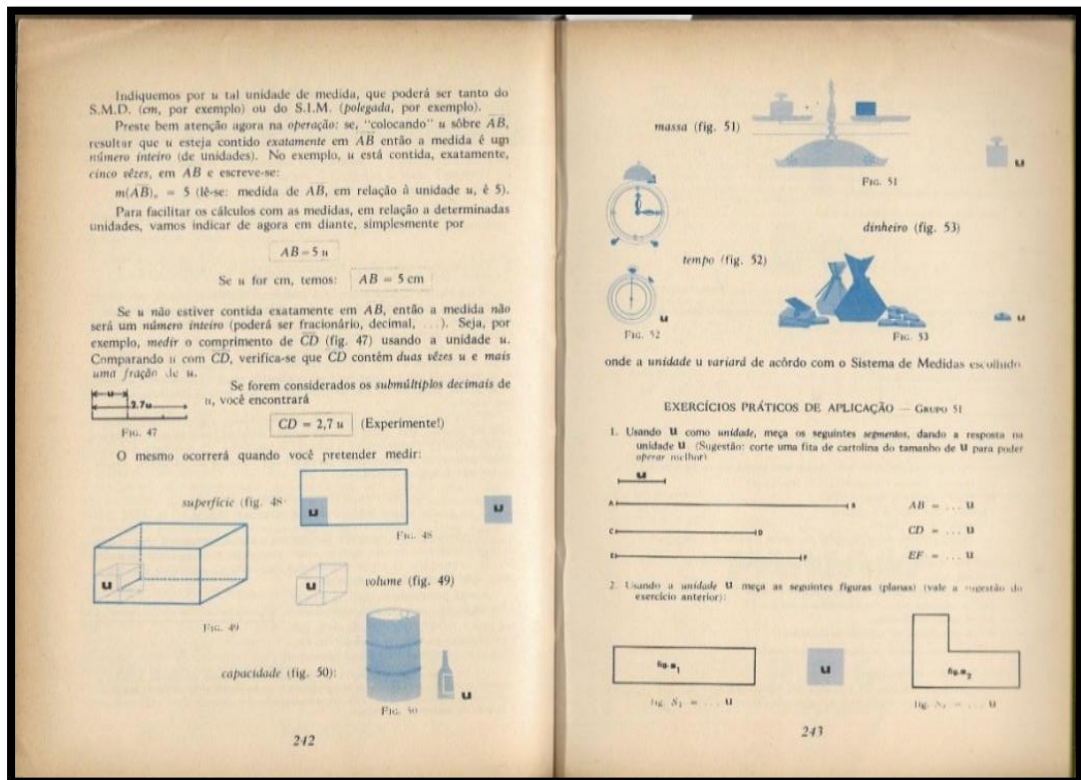 Indiquemos por u tal unidade de medida, que poderá ser tanto do
S.M.D. (cm, por exemplo) ou do S.I.M. (polegada, por exemplo).
Preste bem atenção agora na operação: se, "colocando" u sôbre AB,
resultar que u esteja contido exatamente em AB então a medida é um
número inteiro (de unidades). No exemplo, u está contida, exatamente,
cinco vêzes, em AB e escreve-se:
m(AB)u = 5 (lê-se: medida de AB, em relação à unidade u, é 5).
Para facilitar os cálculos com as medidas, em relação a determinadas
unidades, vamos indicar de agora em diante, simplesmente por
AB = 5 u
Se u for cm, temos: AB = 5 cm
Se u não estiver contida exatamente em AB, então a medida não
será um número inteiro (poderá ser fracionário, decimal, ...). Seja, por
exemplo, medir o comprimento de CD (fig. 47) usando a unidade u.
Comparando u com CD, verifica-se que CD contém duas vêzes u e mais
uma fração de u.
Se forem considerados os submúltiplos decimais de
u, você encontrará
u
2,7u
FIG. 47
CD = 2,7 u (Experimente!)
O mesmo ocorrerá quando você pretender medir:
superfície (fig. 48
u
u
FIG. 48
u
u
volume (fig. 49)
FIG. 49
capacidade (fig. 50):
u
FIG. 50
242
massa (fig. 51)
u
FIG. 51
dinheiro (fig. 53)
tempo (fig. 52)
u
u
FIG. 52
FIG. 53
onde a unidade u variará de acôrdo com o Sistema de Medidas escolhido
EXERCÍCIOS PRÁTICOS DE APLICAÇÃO — GRUPO 51
1. Usando u como unidade, meça os seguintes segmentos, dando a resposta na
unidade u (Sugestão: corte uma fita de cartolina do tamanho de u para poder
operar melhor)
u
A B AB = ... u
C D CD = ... u
E F EF = ... u
2. Usando a unidade u meça as seguintes figuras (planas) (vale a sugestão do
exercício anterior):
fig. s1
u
fig. s2
fig. S1 = ... u
fig. S2 = ... u
243